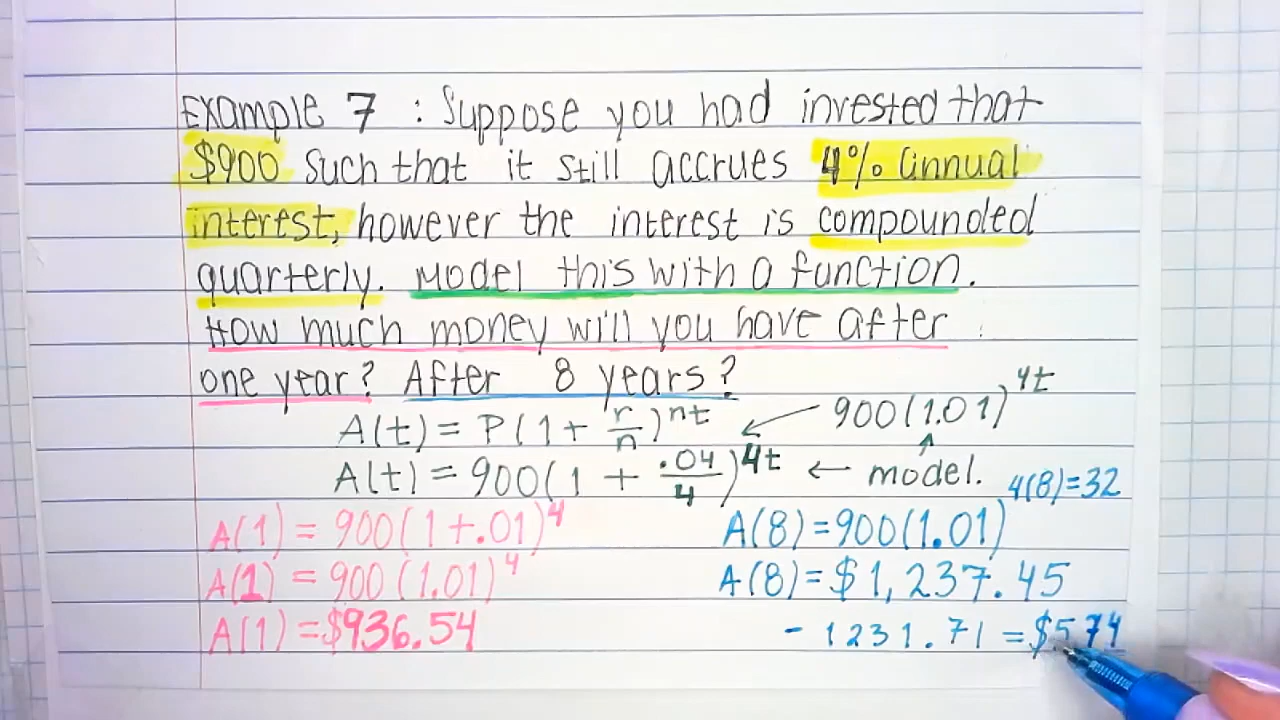 Example 7 : Suppose you had invested that
$900 such that it still accrues 4% annual
interest, however the interest is compounded
quarterly. Model this with a function.
How much money will you have after
one year? After 8 years?
A(t) = P(1 + r/n)^nt
900(1.01)^4t
A(t) = 900(1 + .04/4)^4t ← model.
4(8)=32
A(1) = 900(1+.01)^4
A(8)=900(1.01)
A(1) = 900(1.01)^4
A(8)=$1,237.45
A(1)=$936.54
- 1231.71 =$574